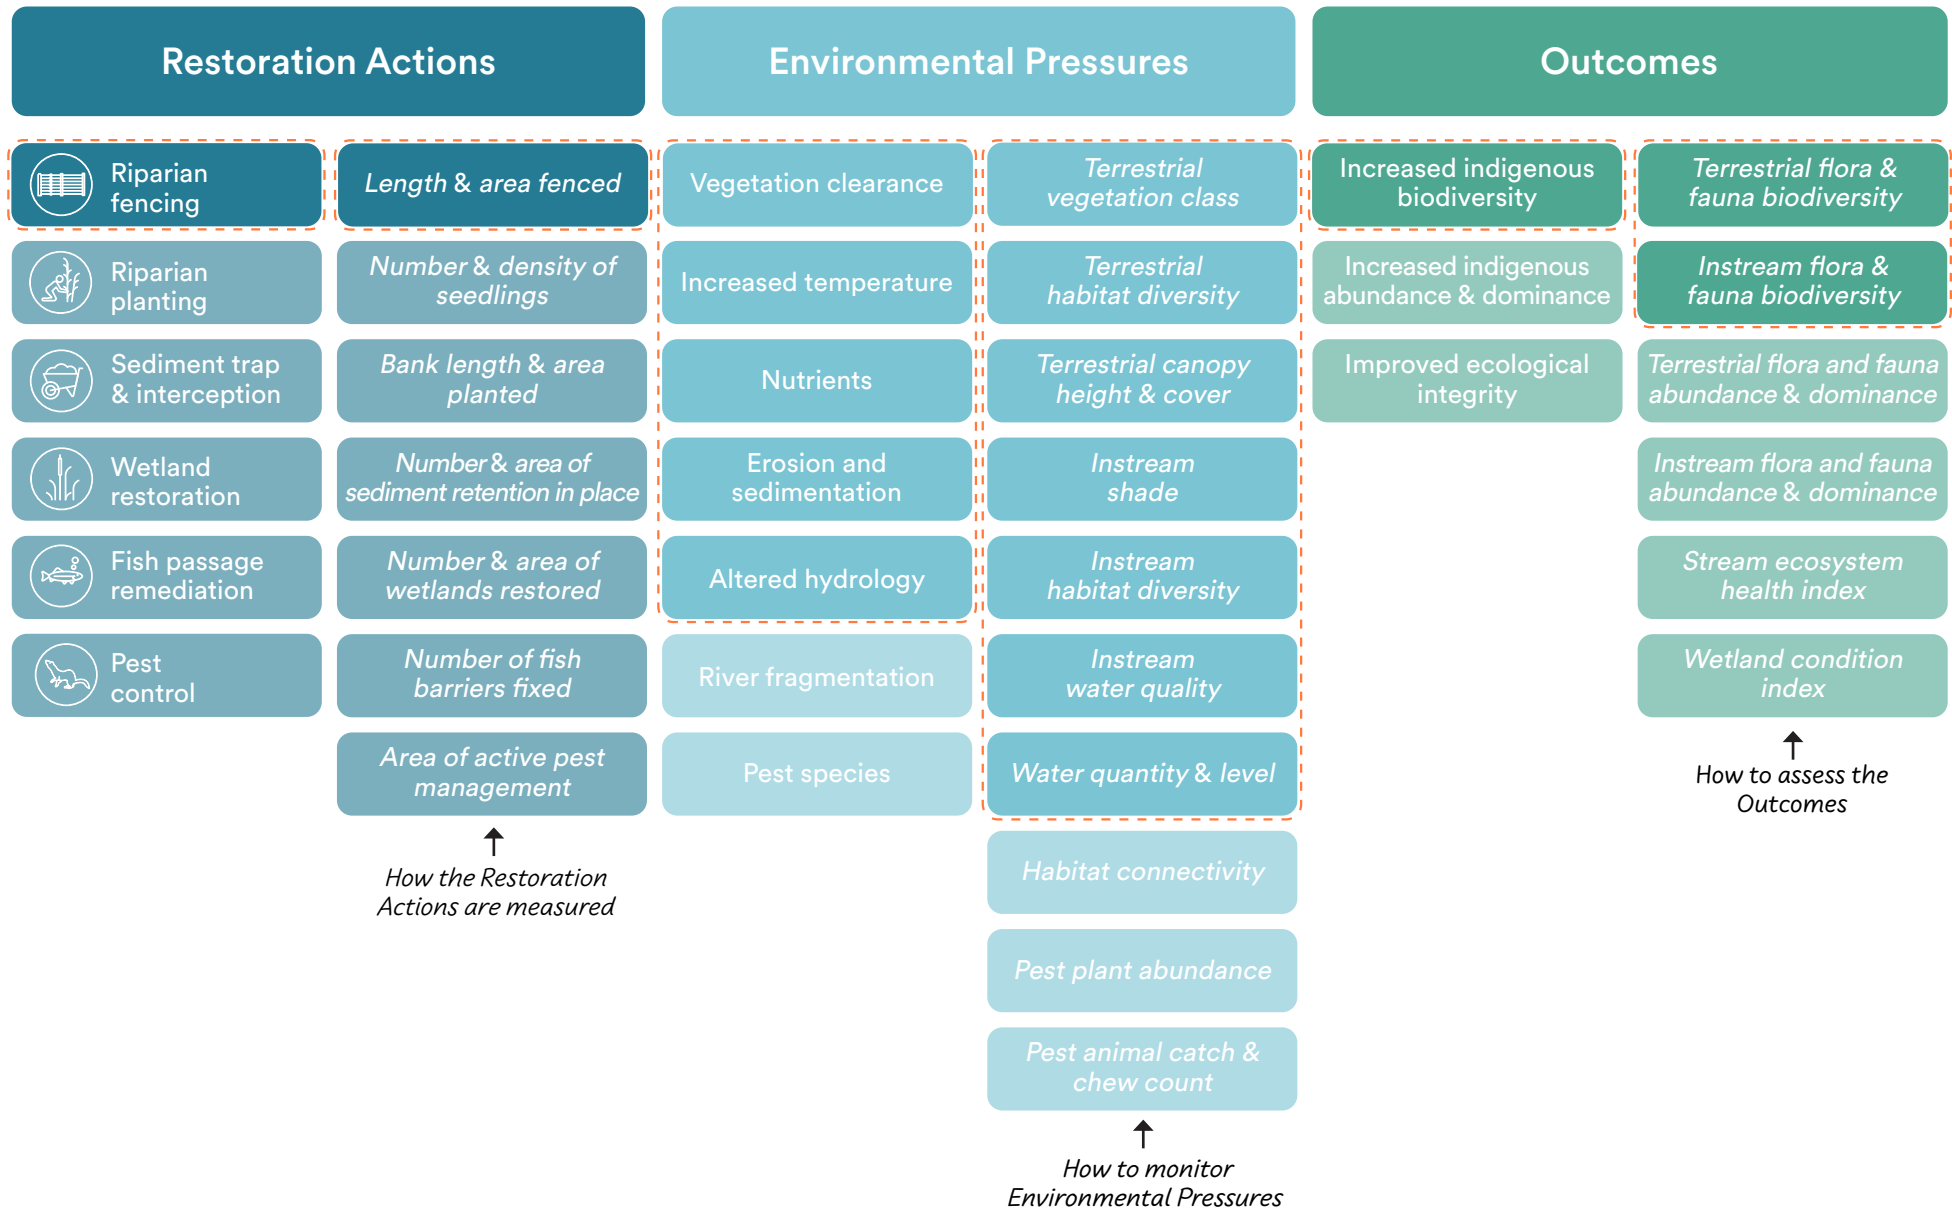 Restoration Actions
Environmental Pressures
Outcomes
Riparian
fencing
Riparian
planting
Sediment trap
& interception
Wetland
restoration
Fish passage
remediation
Pest
control
Length & area fenced
Number & density of
seedlings
Bank length & area
planted
Number & area of
sediment retention in place
Number & area of
wetlands restored
Number of fish
barriers fixed
Area of active pest
management
How the Restoration
Actions are measured
Vegetation clearance
Increased temperature
Nutrients
Erosion and
sedimentation
Altered hydrology
River fragmentation
Pest species
Terrestrial
vegetation class
Terrestrial
habitat diversity
Terrestrial canopy
height & cover
Instream
shade
Instream
habitat diversity
Instream
water quality
Water quantity & level
Habitat connectivity
Pest plant abundance
Pest animal catch &
chew count
How to monitor
Environmental Pressures
Increased indigenous
biodiversity
Increased indigenous
abundance & dominance
Improved ecological
integrity
Terrestrial flora &
fauna biodiversity
Instream flora &
fauna biodiversity
Terrestrial flora and fauna
abundance & dominance
Instream flora and fauna
abundance & dominance
Stream ecosystem
health index
Wetland condition
index
How to assess the
Outcomes